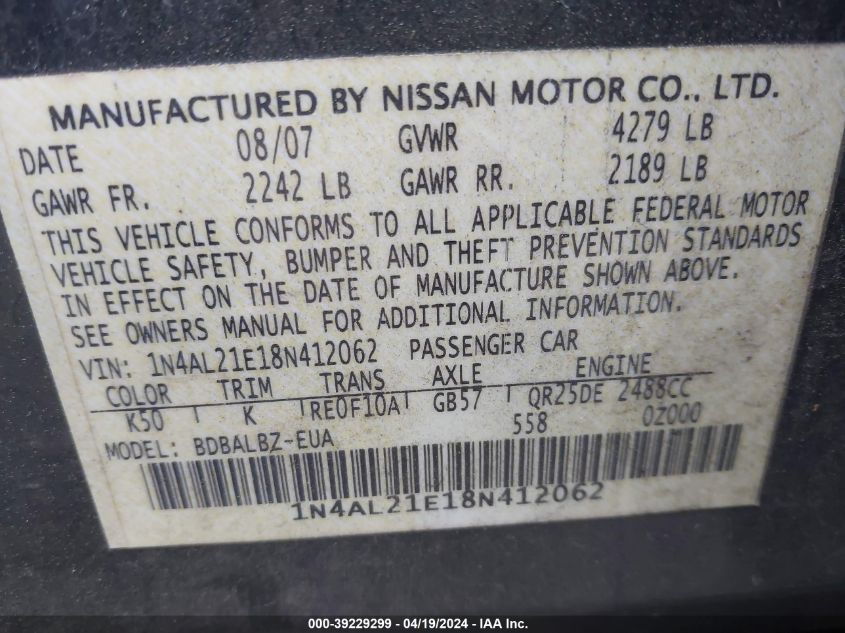 MANUFACTURED BY NISSAN MOTOR CO., LTD.
DATE 08/07 GVWR 4279 LB
GAWR FR. 2242 LB GAWR RR. 2189 LB
THIS VEHICLE CONFORMS TO ALL APPLICABLE FEDERAL MOTOR
VEHICLE SAFETY, BUMPER AND THEFT PREVENTION STANDARDS
IN EFFECT ON THE DATE OF MANUFACTURE SHOWN ABOVE.
SEE OWNERS MANUAL FOR ADDITIONAL INFORMATION.
VIN: 1N4AL21E18N412062 PASSENGER CAR
COLOR TRIM TRANS AXLE ENGINE
K50 K RE0F10A GB57 QR25DE 2488CC
MODEL: BDBALBZ-EUA 558 0Z000
1N4AL21E18N412062
000-39229299 - 04/19/2024 - IAA Inc.